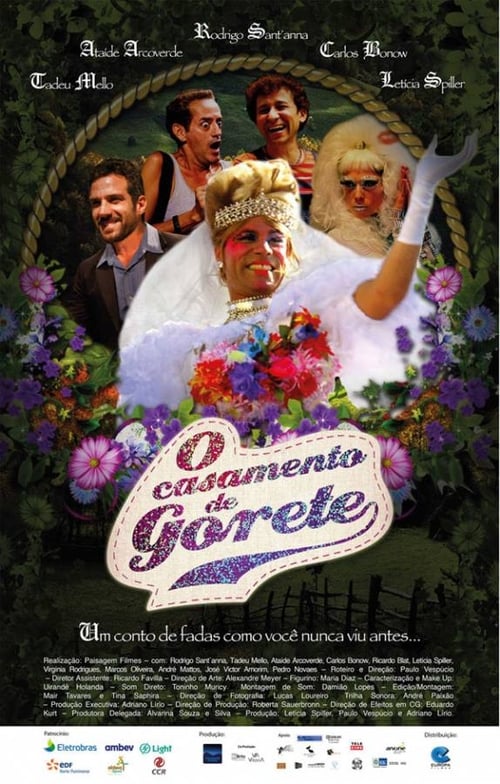 Rodrigo Sant'anna
Ataíde Arcoverde
Carlos Bonow
Tadeu Mello
Letícia Spiller
O
casamento
de
Gorete
Um conto de fadas como você nunca viu antes...
Realização: Paisagem Filmes – com: Rodrigo Sant'anna, Tadeu Mello, Ataíde Arcoverde, Carlos Bonow, Ricardo Blat, Letícia Spiller,
Virginia Rodrigues, Marcos Oliveira, André Mattos, José Victor Amorim, Pedro Novaes – Roteiro e Direção: Paulo Vespúcio
– Diretor Assistente: Ricardo Favilla – Direção de Arte: Alexandre Meyer – Figurino: Maria Diaz – Caracterização e Make Up:
Uirandê Holanda - Som Direto: Toninho Muricy - Montagem de Som: Damião Lopes – Edição/Montagem:
Mair Tavares e Tina Saphira – Direção de Fotografia: Lucas Loureiro – Trilha Sonora: André Paixão
– Produção Executiva: Adriano Lírio – Direção de Produção: Roberta Sauerbronn – Direção de Efeitos em CG: Eduardo
Kurt – Produtora Delegada: Alvarina Souza e Silva – Produção: Letícia Spiller, Paulo Vespúcio e Adriano Lírio.
Patrocínio:
Produção:
Co-Produção
Apoio
Distribuição:
Eletrobras
ambev
Light
edf
CCR
TELE
EUROPA